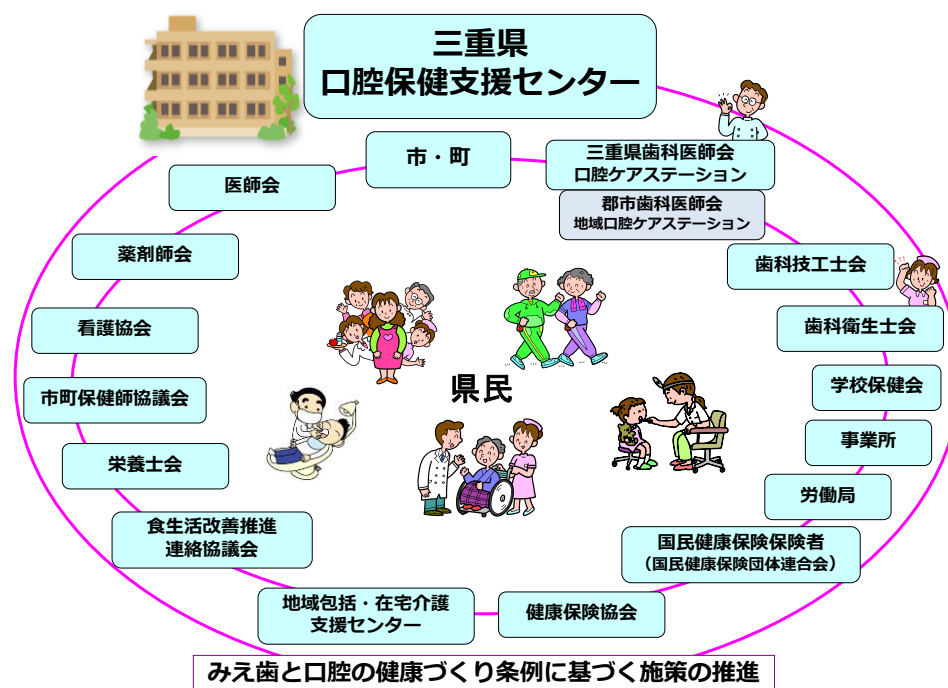 三重県
口腔保健支援センター
市・町
三重県歯科医師会
口腔ケアステーション
郡市歯科医師会
地域口腔ケアステーション
医師会
薬剤師会
歯科技工士会
看護協会
歯科衛生士会
県民
市町保健師協議会
学校保健会
事業所
栄養士会
労働局
食生活改善推進
連絡協議会
国民健康保険保険者
（国民健康保険団体連合会）
地域包括・在宅介護
支援センター
健康保険協会
みえ歯と口腔の健康づくり条例に基づく施策の推進